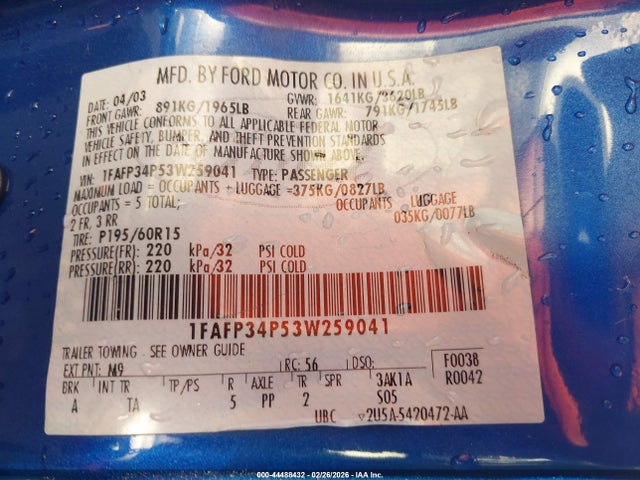 MFD. BY FORD MOTOR CO. IN U.S.A.
DATE: 04/03 GVWR: 1641KG/3620LB
FRONT GAWR: 891KG/1965LB REAR GAWR: 791KG/1745LB
THIS VEHICLE CONFORMS TO ALL APPLICABLE FEDERAL MOTOR
VEHICLE SAFETY, BUMPER, AND THEFT PREVENTION STANDARDS
IN EFFECT ON THE DATE OF MANUFACTURE SHOWN ABOVE.
VIN: 1FAFP34P53W259041 TYPE: PASSENGER
MAXIMUM LOAD = OCCUPANTS + LUGGAGE =375KG/0827LB
OCCUPANTS = 5 TOTAL; OCCUPANTS LUGGAGE
2 FR, 3 RR 035KG/0077LB
TIRE: P195/60R15
PRESSURE(FR): 220 kPa/32 PSI COLD
PRESSURE(RR): 220 kPa/32 PSI COLD
1FAFP34P53W259041
TRAILER TOWING - SEE OWNER GUIDE
EXT PNT: M9 RC: 56 DSO: F0038
R0042
BRK INT TR TP/PS R AXLE TR SPR 3AK1A
A TA 5 PP 2 S05
UBC ▽2U5A-5420472-AA
000-44488432 - 02/26/2026 - IAA Inc.